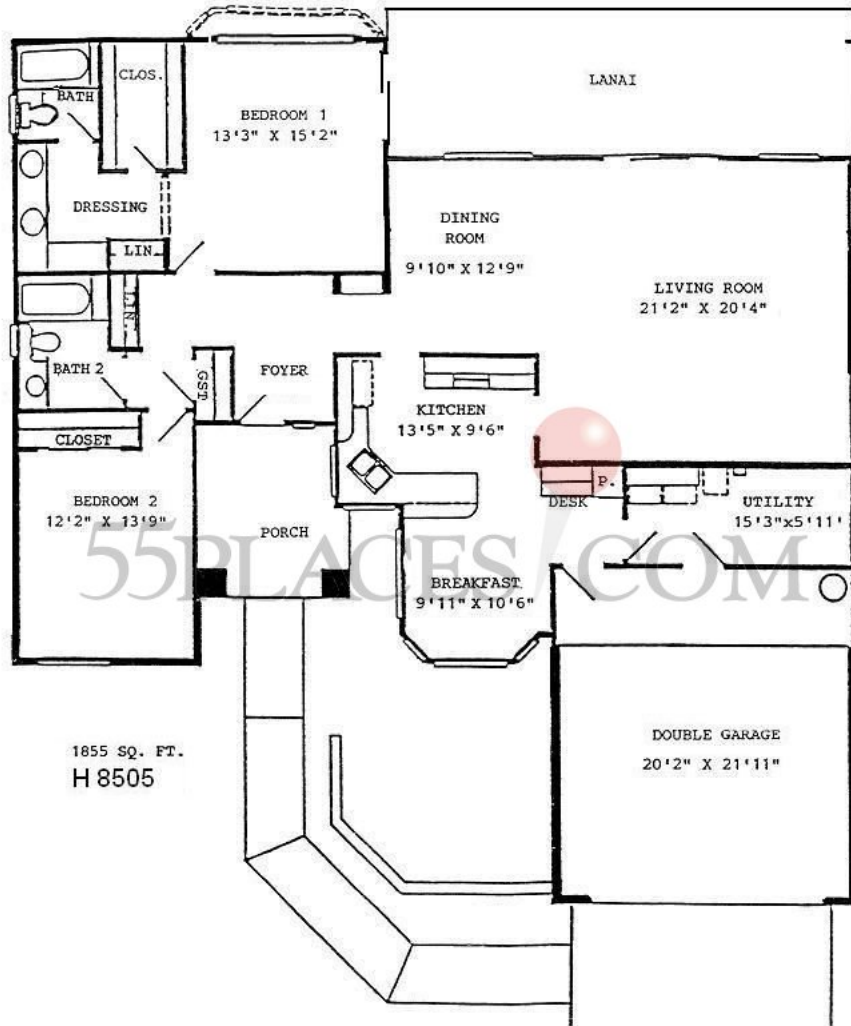 CLOS.
BATH
BEDROOM 1
13'3" X 15'2"
LANAI
DRESSING
LIN.
DINING
ROOM
9'10" X 12'9"
LIVING ROOM
21'2" X 20'4"
LIN.
BATH 2
GST
FOYER
KITCHEN
13'5" X 9'6"
CLOSET
BEDROOM 2
12'2" X 13'9"
PORCH
DESK
P.
UTILITY
15'3"x5'11'
55PLACES.COM
BREAKFAST
9'11" X 10'6"
1855 SQ. FT.
H 8505
DOUBLE GARAGE
20'2" X 21'11"